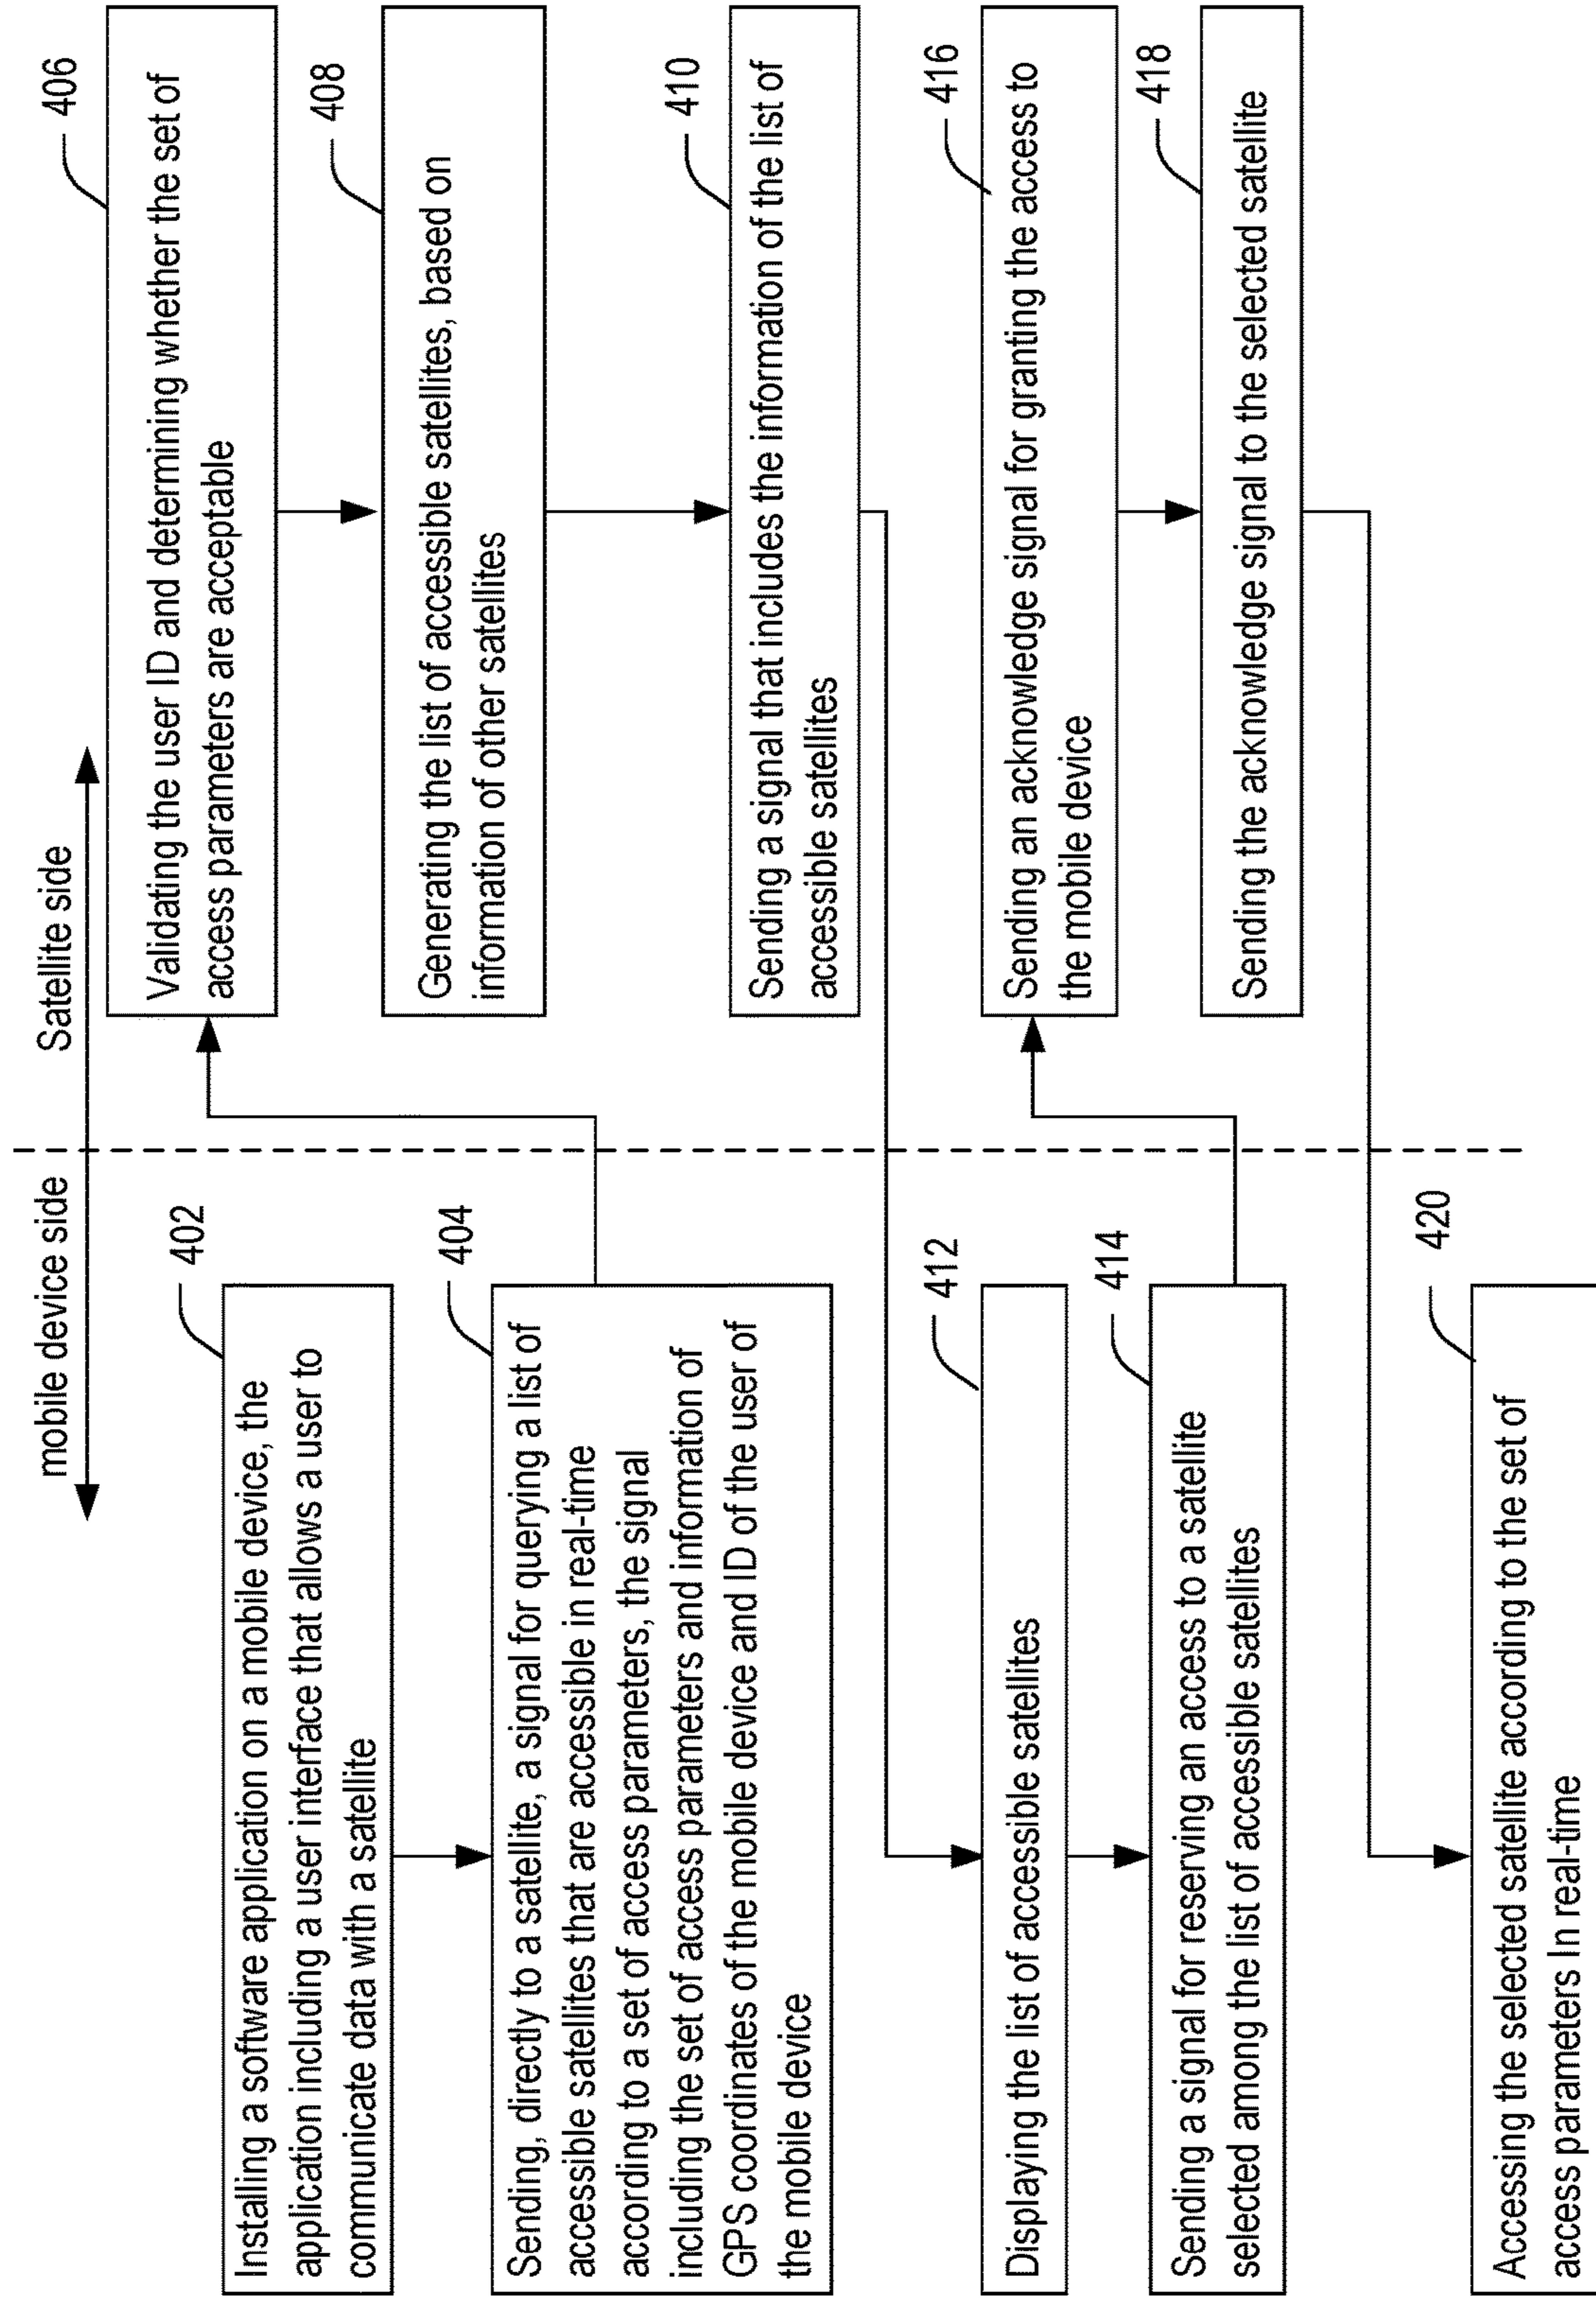 mobile device side
Satellite side
402
Installing a software application on a mobile device, the
application including a user interface that allows a user to
communicate data with a satellite
404
Sending, directly to a satellite, a signal for querying a list of
accessible satellites that are accessible in real-time
according to a set of access parameters, the signal
including the set of access parameters and information of
GPS coordinates of the mobile device and ID of the user of
the mobile device
406
Validating the user ID and determining whether the set of
access parameters are acceptable
408
Generating the list of accessible satellites, based on
information of other satellites
410
Sending a signal that includes the information of the list of
accessible satellites
412
Displaying the list of accessible satellites
414
Sending a signal for reserving an access to a satellite
selected among the list of accessible satellites
416
Sending an acknowledge signal for granting the access to
the mobile device
418
Sending the acknowledge signal to the selected satellite
420
Accessing the selected satellite according to the set of
access parameters In real-time